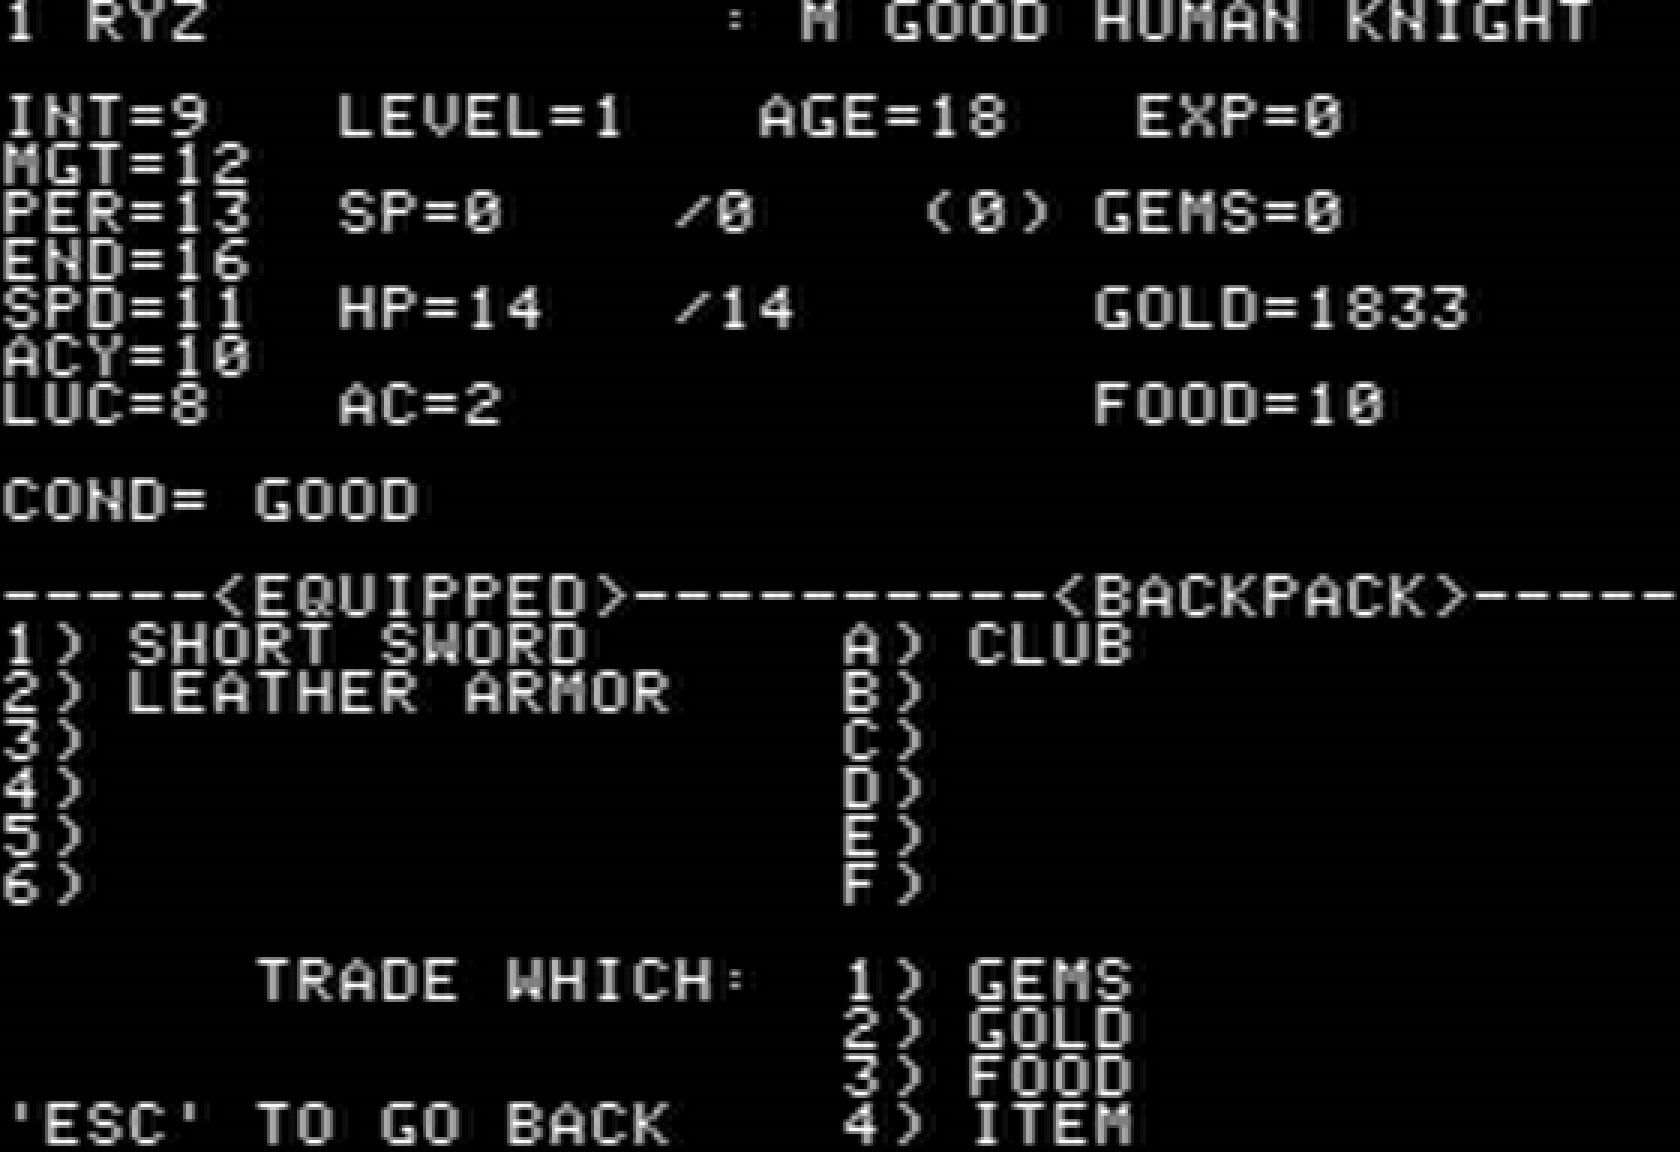 1 RYZ : M GOOD HUMAN KNIGHT
INT=9 LEVEL=1 AGE=18 EXP=0
MGT=12
PER=13 SP=0 /0 (0) GEMS=0
END=16
SPD=11 HP=14 /14 GOLD=1833
ACY=10
LUC=8 AC=2 FOOD=10
COND= GOOD
-----<EQUIPPED>----------<BACKPACK>-----
1) SHORT SWORD A) CLUB
2) LEATHER ARMOR B)
3) C)
4) D)
5) E)
6) F)
TRADE WHICH: 1) GEMS
2) GOLD
3) FOOD
'ESC' TO GO BACK 4) ITEM